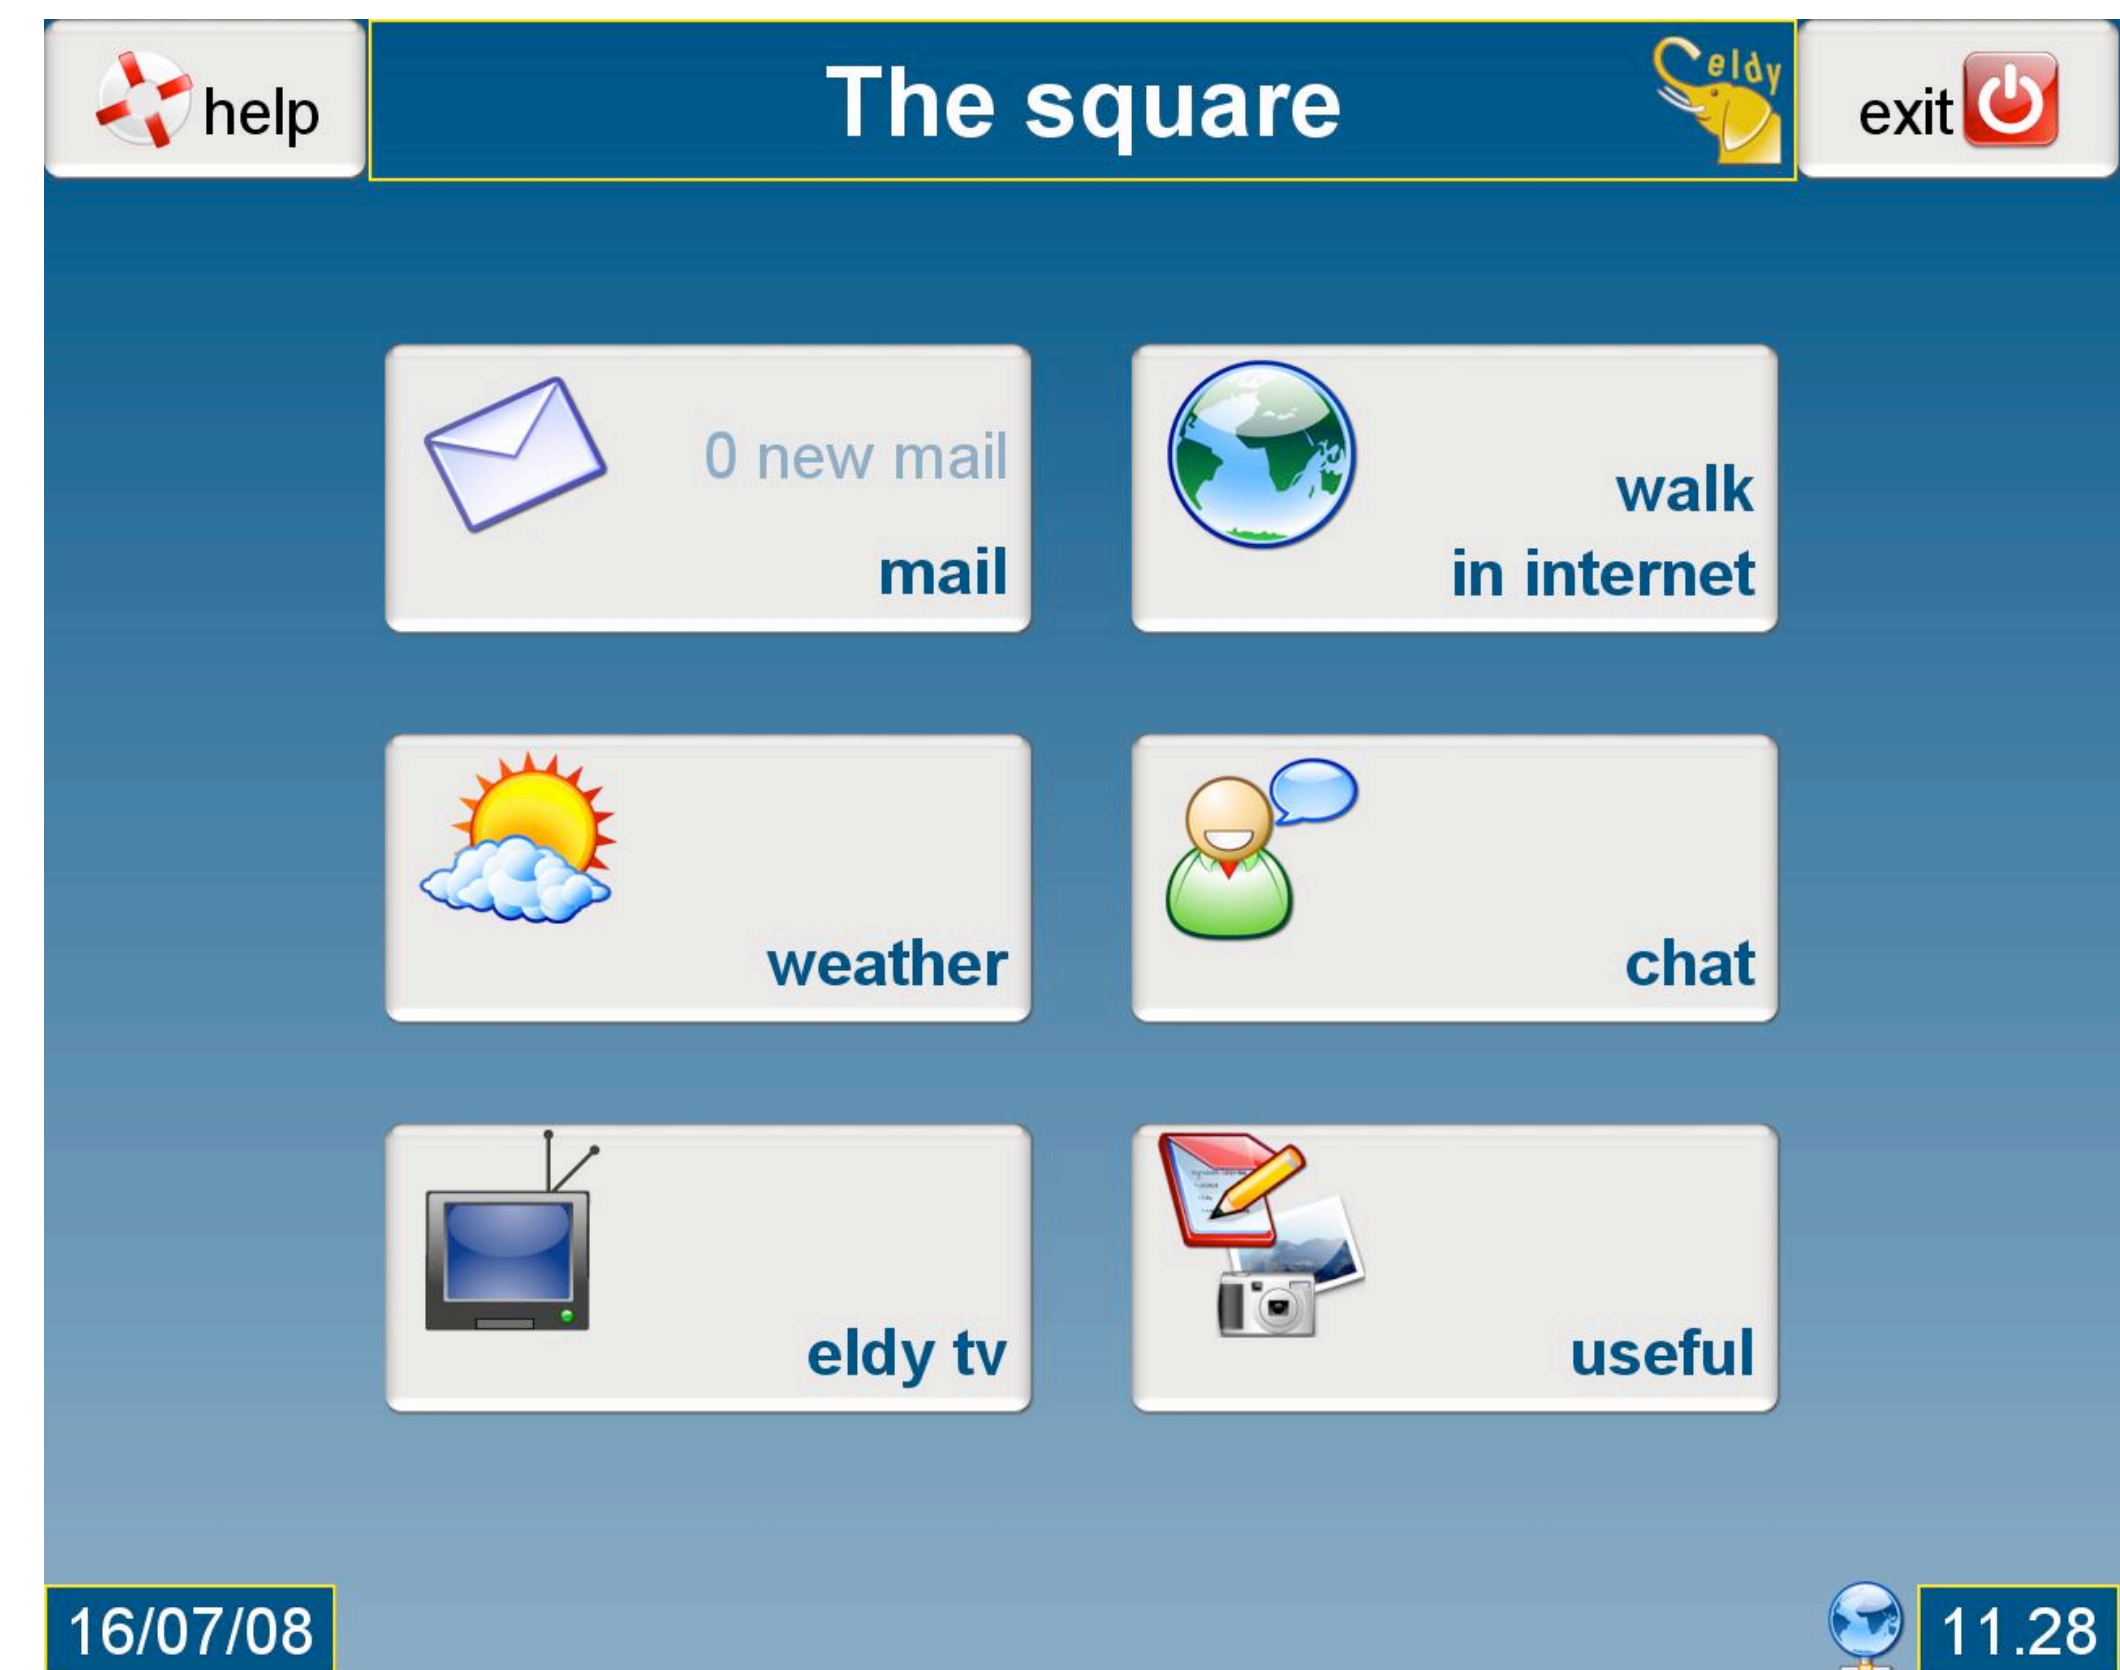 help
The square
eldy
exit
0 new mail
mail
walk
in internet
weather
chat
eldy tv
useful
16/07/08
11.28